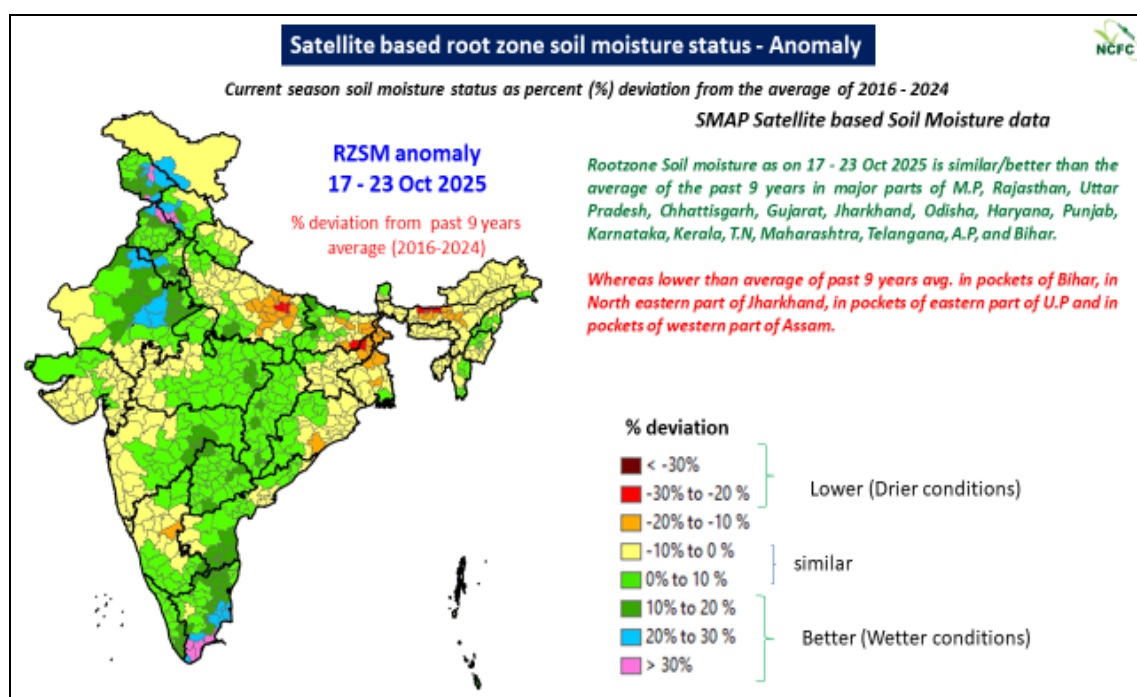 Satellite based root zone soil moisture status - Anomaly
NCFC
Current season soil moisture status as percent (%) deviation from the average of 2016 - 2024
RZSM anomaly
17 - 23 Oct 2025
% deviation from past 9 years
average (2016-2024)
SMAP Satellite based Soil Moisture data
Rootzone Soil moisture as on 17 - 23 Oct 2025 is similar/better than the
average of the past 9 years in major parts of M.P, Rajasthan, Uttar
Pradesh, Chhattisgarh, Gujarat, Jharkhand, Odisha, Haryana, Punjab,
Karnataka, Kerala, T.N, Maharashtra, Telangana, A.P, and Bihar.
Whereas lower than average of past 9 years avg. in pockets of Bihar, in
North eastern part of Jharkhand, in pockets of eastern part of U.P and in
pockets of western part of Assam.
% deviation
< -30%
-30% to -20 %
-20% to -10 %
-10% to 0 %
0% to 10 %
10% to 20 %
20% to 30 %
> 30%
Lower (Drier conditions)
similar
Better (Wetter conditions)